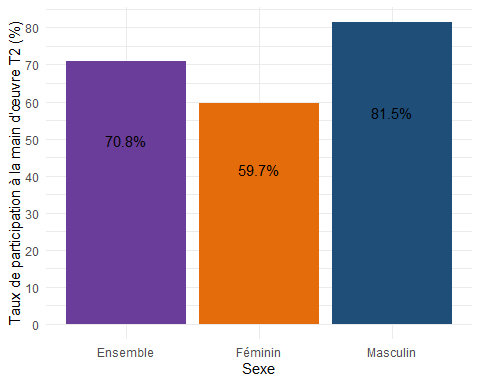 Taux de participation à la main d'œuvre T2 (%)
80
70
60
50
40
30
20
10
0
70.8%
59.7%
81.5%
Ensemble
Féminin
Masculin
Sexe